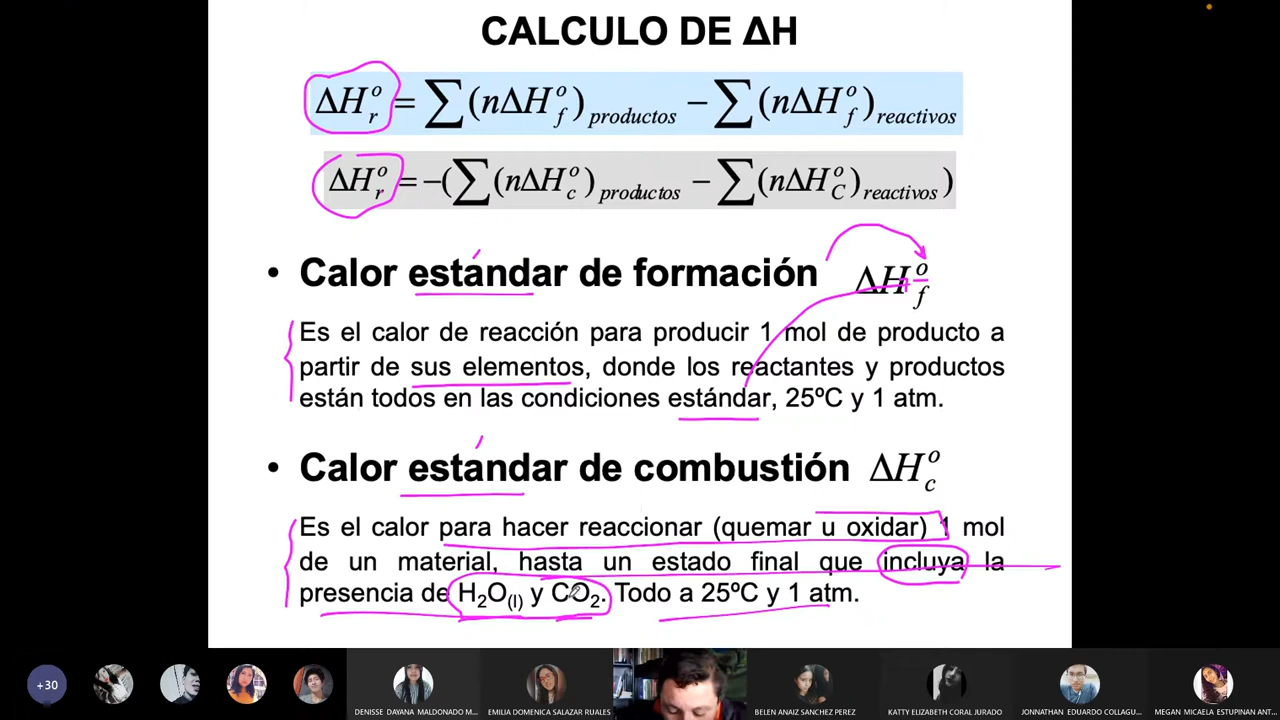 CALCULO DE ΔH
ΔH°r = ∑(nΔH°f)productos − ∑(nΔH°f)reactivos
ΔH°r = −(∑(nΔH°c)productos − ∑(nΔH°C)reactivos)
• Calor estándar de formación ΔH°f
Es el calor de reacción para producir 1 mol de producto a
partir de sus elementos, donde los reactantes y productos
están todos en las condiciones estándar, 25ºC y 1 atm.
• Calor estándar de combustión ΔH°c
Es el calor para hacer reaccionar (quemar u oxidar) 1 mol
de un material, hasta un estado final que incluya la
presencia de H2O(l) y CO2. Todo a 25ºC y 1 atm.
+30
DENISSE DAYANA MALDONADO M...
EMILIA DOMENICA SALAZAR RUALES
BELEN ANAIZ SANCHEZ PEREZ
KATTY ELIZABETH CORAL JURADO
JONNATHAN EDUARDO COLLAGU...
MEGAN MICAELA ESTUPINAN ANT...